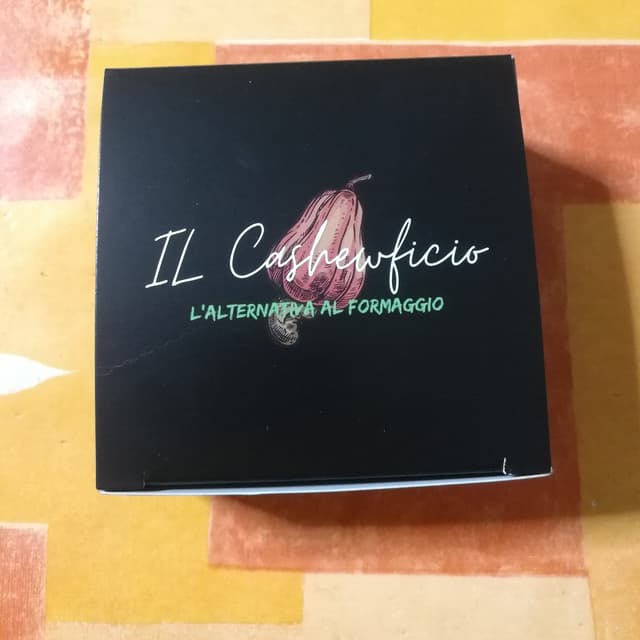 IL Cashewficio
L'ALTERNATIVA AL FORMAGGIO